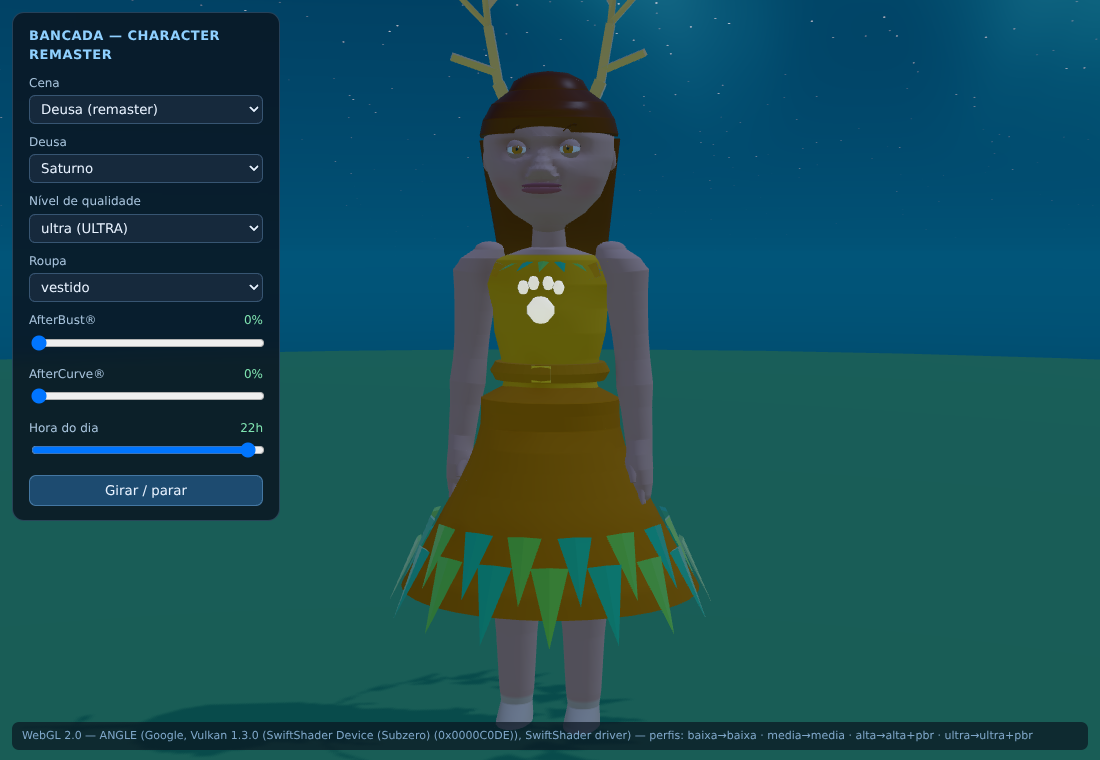 BANCADA — CHARACTER
REMASTER
Cena
Deusa (remaster)
Deusa
Saturno
Nível de qualidade
ultra (ULTRA)
Roupa
vestido
AfterBust® 0%
AfterCurve® 0%
Hora do dia 22h
Girar / parar
WebGL 2.0 — ANGLE (Google, Vulkan 1.3.0 (SwiftShader Device (Subzero) (0x0000C0DE)), SwiftShader driver) — perfis: baixa→baixa · media→media · alta→alta+pbr · ultra→ultra+pbr